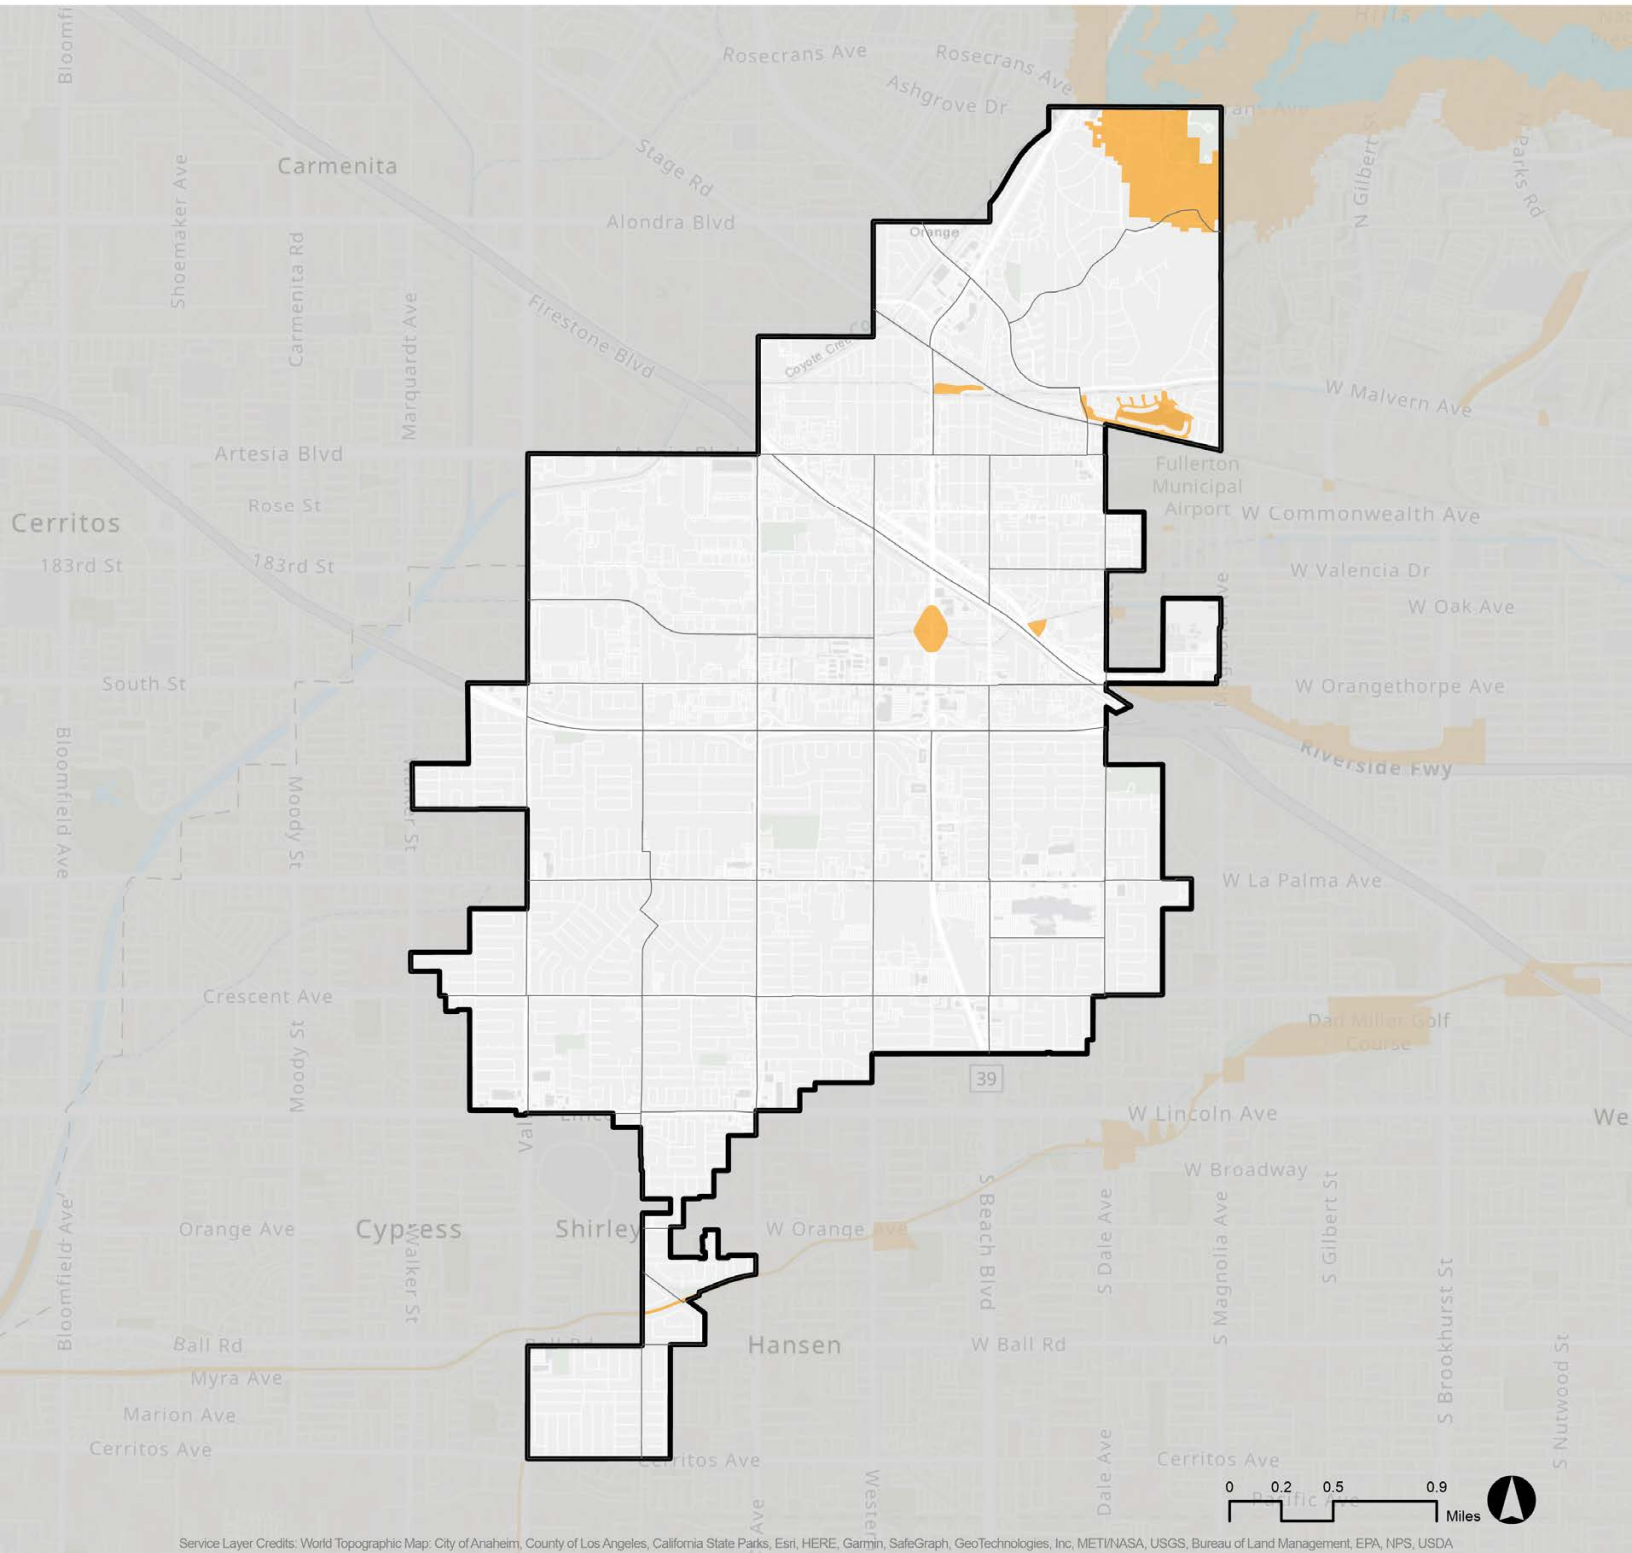 Hills
Rosecrans Ave
Rosecrans Ave
Ashgrove Dr
Carmenita
Stage Rd
Shoemaker Ave
Alondra Blvd
N Gilbert St
Parks Rd
Orange
Carmenita Rd
Marquardt Ave
Firestone Blvd
W Malvern Ave
Artesia Blvd
Fullerton
Municipal
Airport
Rose St
W Commonwealth Ave
Cerritos
183rd St
183rd St
W Valencia Dr
W Oak Ave
South St
W Orangethorpe Ave
Riverside Fwy
Bloomfield Ave
Moody St
W La Palma Ave
Crescent Ave
Dad Miller Golf
Course
Moody St
39
W Lincoln Ave
W Broadway
Bloomfield Ave
Orange Ave
Cypress
Shirley
W Orange Ave
Walker St
S Beach Blvd
S Dale Ave
S Magnolia Ave
S Gilbert St
Ball Rd
Ball Rd
Hansen
W Ball Rd
S Brookhurst St
S Nutwood St
Myra Ave
Marion Ave
Cerritos Ave
Cerritos Ave
Dale Ave
Cerritos Ave
Western
Ave
Pacific Ave
0 0.2 0.5 0.9
Miles
Service Layer Credits: World Topographic Map: City of Anaheim, County of Los Angeles, California State Parks, Esri, HERE, Garmin, SafeGraph, GeoTechnologies, Inc, METI/NASA, USGS, Bureau of Land Management, EPA, NPS, USDA